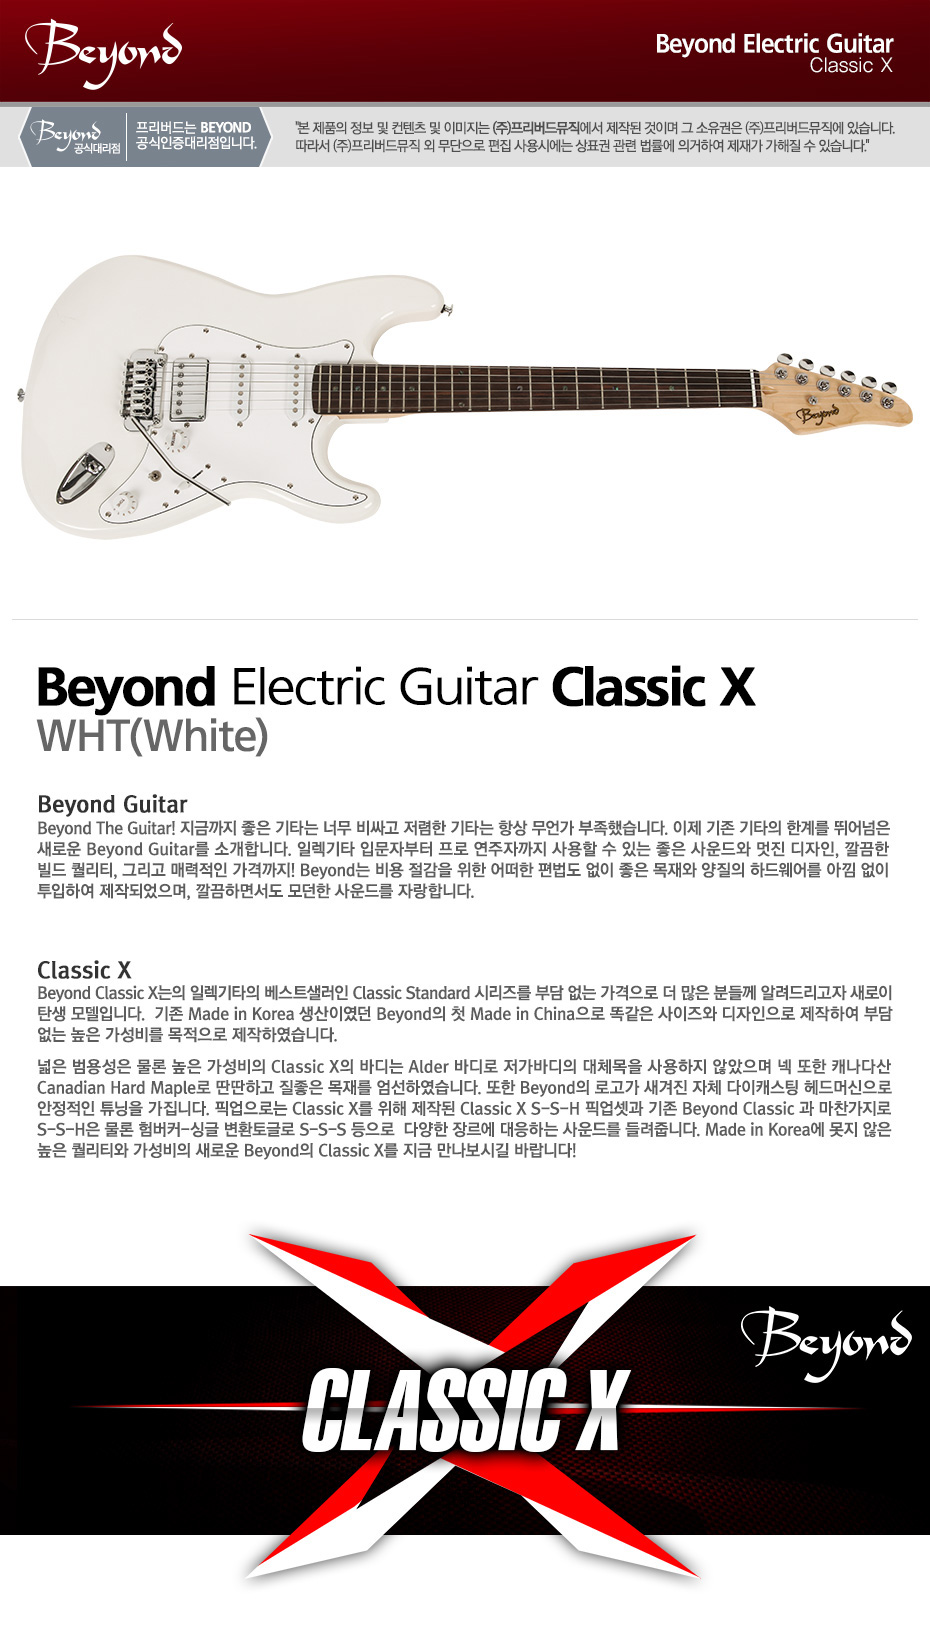 Beyond
Beyond Electric Guitar
Classic X
Beyond
공식대리점
프리버드는 BEYOND
공식인증대리점입니다.
"본 제품의 정보 및 컨텐츠 및 이미지는 (주)프리버드뮤직에서 제작된 것이며 그 소유권은 (주)프리버드뮤직에 있습니다.
따라서 (주)프리버드뮤직 외 무단으로 편집 사용시에는 상표권 관련 법률에 의거하여 제재가 가해질 수 있습니다."
Beyond
Beyond Electric Guitar Classic X
WHT(White)
Beyond Guitar
Beyond The Guitar! 지금까지 좋은 기타는 너무 비싸고 저렴한 기타는 항상 무언가 부족했습니다. 이제 기존 기타의 한계를 뛰어넘은
새로운 Beyond Guitar를 소개합니다. 일렉기타 입문자부터 프로 연주자까지 사용할 수 있는 좋은 사운드와 멋진 디자인, 깔끔한
빌드 퀄리티, 그리고 매력적인 가격까지! Beyond는 비용 절감을 위한 어떠한 편법도 없이 좋은 목재와 양질의 하드웨어를 아낌 없이
투입하여 제작되었으며, 깔끔하면서도 모던한 사운드를 자랑합니다.
Classic X
Beyond Classic X는의 일렉기타의 베스트샐러인 Classic Standard 시리즈를 부담 없는 가격으로 더 많은 분들께 알려드리고자 새로이
탄생 모델입니다. 기존 Made in Korea 생산이였던 Beyond의 첫 Made in China으로 똑같은 사이즈와 디자인으로 제작하여 부담
없는 높은 가성비를 목적으로 제작하였습니다.
넓은 범용성은 물론 높은 가성비의 Classic X의 바디는 Alder 바디로 저가바디의 대체목을 사용하지 않았으며 넥 또한 캐나다산
Canadian Hard Maple로 딴딴하고 질좋은 목재를 엄선하였습니다. 또한 Beyond의 로고가 새겨진 자체 다이캐스팅 헤드머신으로
안정적인 튜닝을 가집니다. 픽업으로는 Classic X를 위해 제작된 Classic X S-S-H 픽업셋과 기존 Beyond Classic 과 마찬가지로
S-S-H은 물론 험버커-싱글 변환토글로 S-S-S 등으로 다양한 장르에 대응하는 사운드를 들려줍니다. Made in Korea에 못지 않은
높은 퀄리티와 가성비의 새로운 Beyond의 Classic X를 지금 만나보시길 바랍니다!
Beyond
CLASSIC X